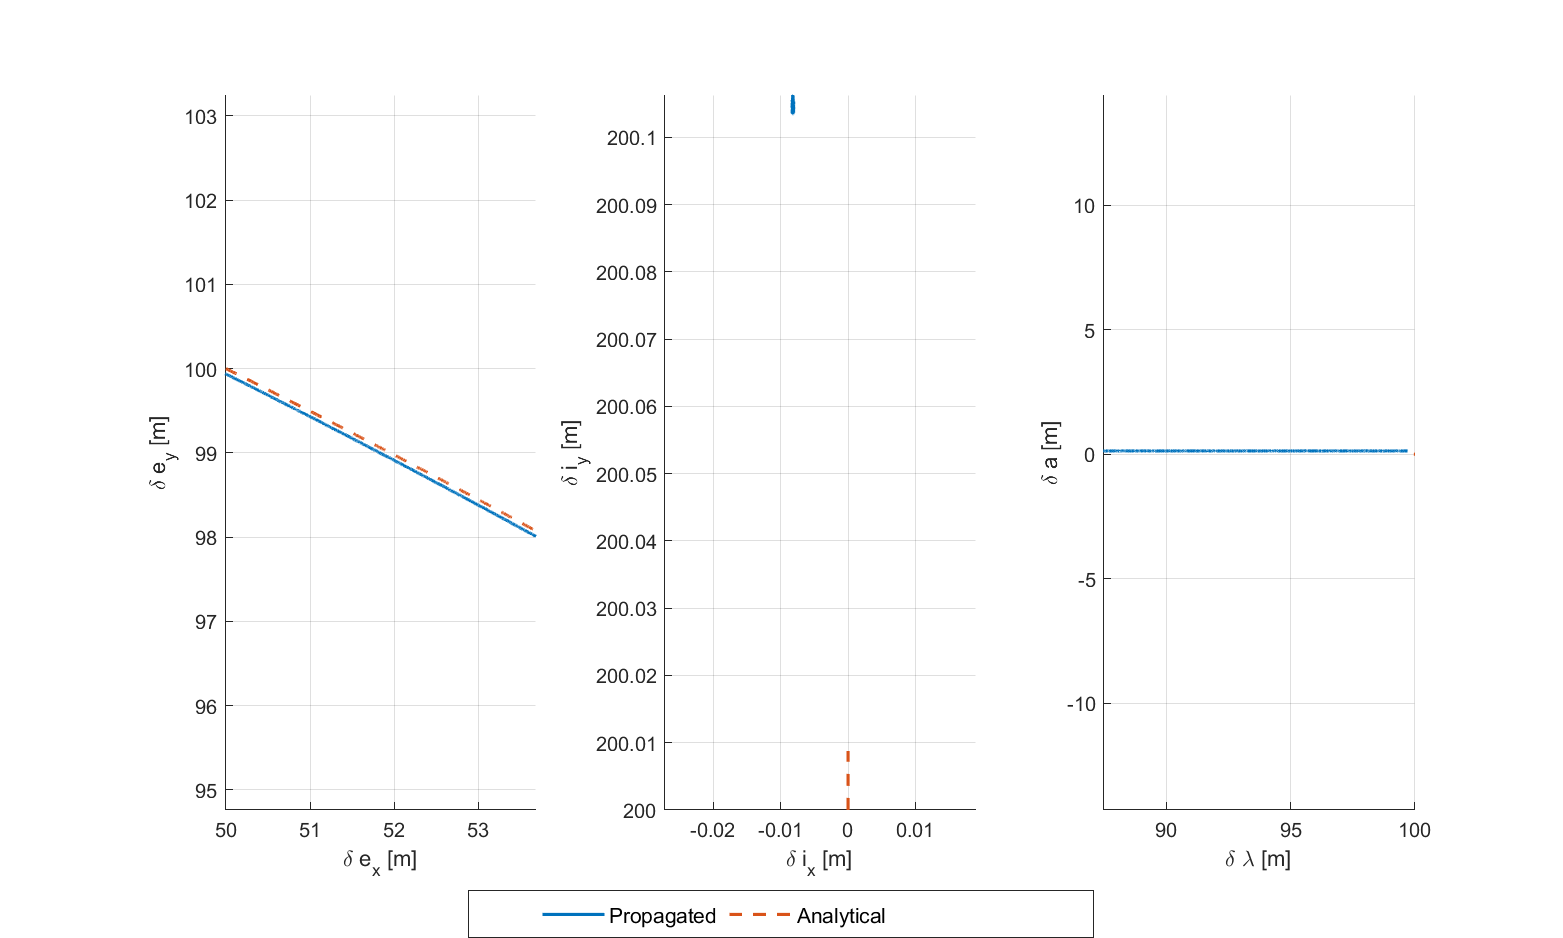 103
102
101
100
99
98
97
96
95
50 51 52 53
δ e_y [m]
δ e_x [m]
200.1
200.09
200.08
200.07
200.06
200.05
200.04
200.03
200.02
200.01
200
-0.02 -0.01 0 0.01
δ i_y [m]
δ i_x [m]
10
5
0
-5
-10
90 95 100
δ a [m]
δ λ [m]
Propagated Analytical